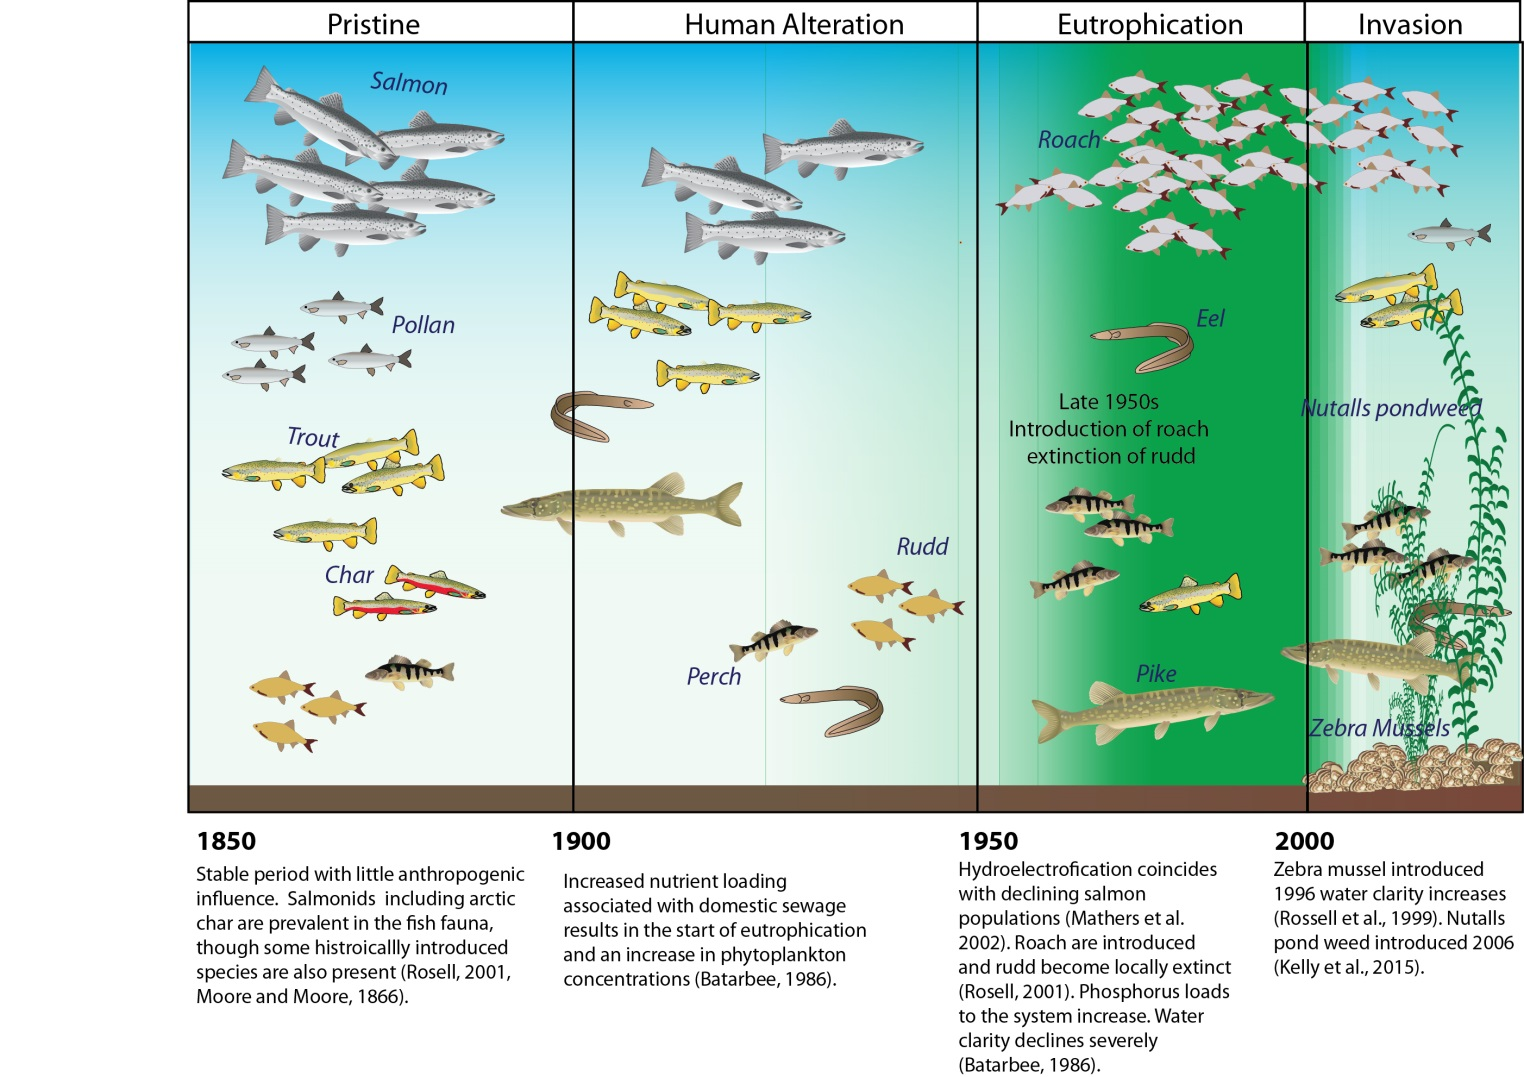 Pristine
Human Alteration
Eutrophication
Invasion
Salmon
Pollan
Trout
Char
Rudd
Perch
Roach
Eel
Late 1950s
Introduction of roach
extinction of rudd
Pike
Nutalls pondweed
Zebra Mussels
1850
Stable period with little anthropogenic
influence. Salmonids including arctic
char are prevalent in the fish fauna,
though some histroicallly introduced
species are also present (Rosell, 2001,
Moore and Moore, 1866).
1900
Increased nutrient loading
associated with domestic sewage
results in the start of eutrophication
and an increase in phytoplankton
concentrations (Batarbee, 1986).
1950
Hydroelectrofication coincides
with declining salmon
populations (Mathers et al.
2002). Roach are introduced
and rudd become locally extinct
(Rosell, 2001). Phosphorus loads
to the system increase. Water
clarity declines severely
(Batarbee, 1986).
2000
Zebra mussel introduced
1996 water clarity increases
(Rossell et al., 1999). Nutalls
pond weed introduced 2006
(Kelly et al., 2015).